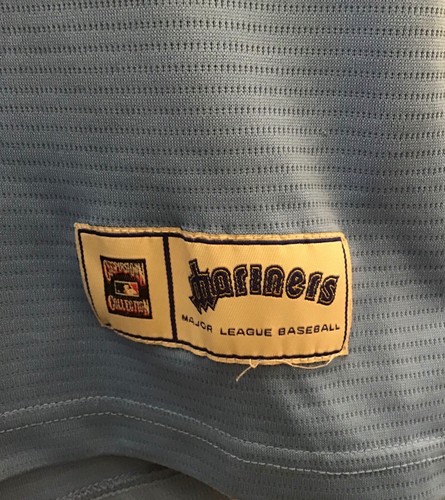 COOPERSTOWN
COLLECTION
mariners
MAJOR LEAGUE BASEBALL